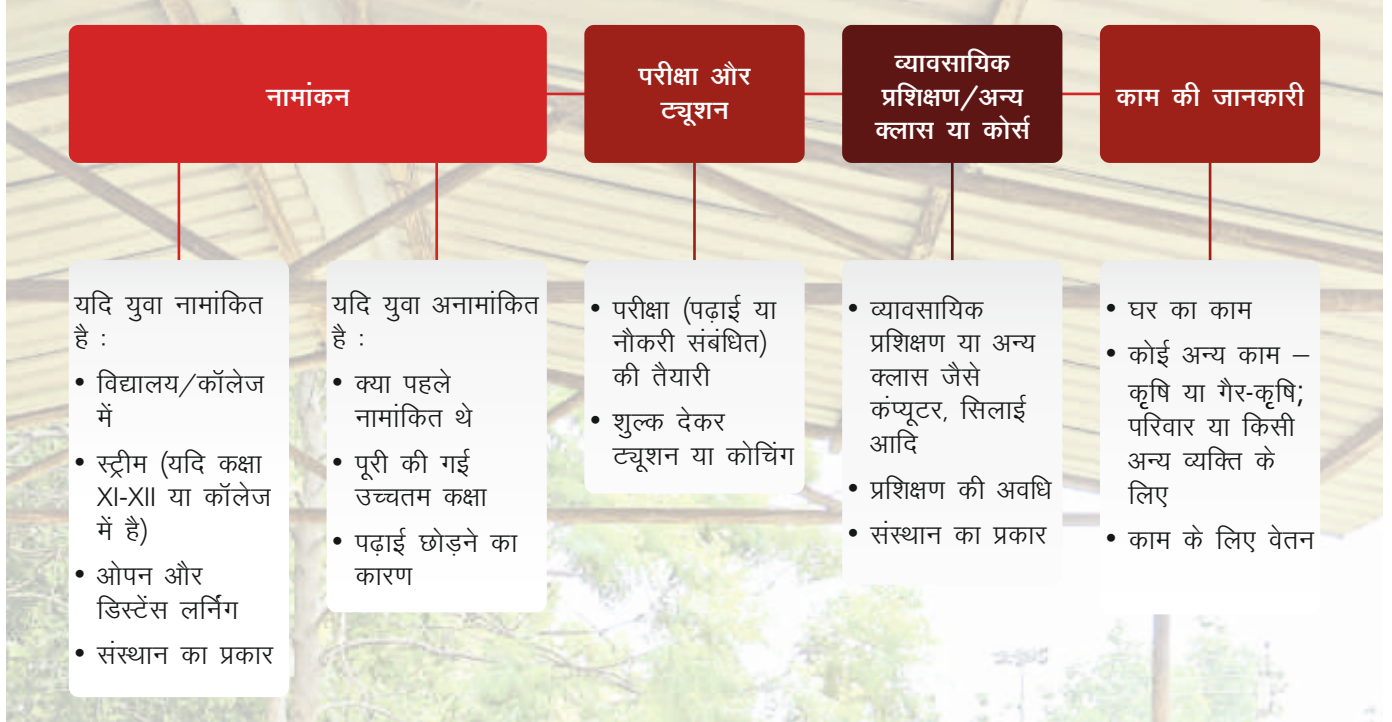 नामांकन
परीक्षा और
ट्यूशन
व्यावसायिक
प्रशिक्षण/अन्य
क्लास या कोर्स
काम की जानकारी
यदि युवा नामांकित
है :
• विद्यालय/कॉलेज
में
• स्ट्रीम (यदि कक्षा
XI-XII या कॉलेज
में है)
• ओपन और
डिस्टेंस लर्निंग
• संस्थान का प्रकार
यदि युवा अनामांकित
है :
• क्या पहले
नामांकित थे
• पूरी की गई
उच्चतम कक्षा
• पढ़ाई छोड़ने का
कारण
• परीक्षा (पढ़ाई या
नौकरी संबंधित)
की तैयारी
• शुल्क देकर
ट्यूशन या कोचिंग
• व्यावसायिक
प्रशिक्षण या अन्य
क्लास जैसे
कंप्यूटर, सिलाई
आदि
• प्रशिक्षण की अवधि
• संस्थान का प्रकार
• घर का काम
• कोई अन्य काम –
कृषि या गैर-कृषि;
परिवार या किसी
अन्य व्यक्ति के
लिए
• काम के लिए वेतन